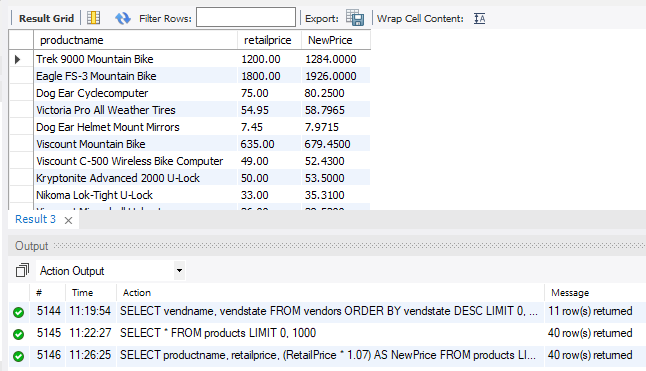 Result Grid Filter Rows: Export: Wrap Cell Content:
productname retailprice NewPrice
Trek 9000 Mountain Bike 1200.00 1284.0000
Eagle FS-3 Mountain Bike 1800.00 1926.0000
Dog Ear Cyclecomputer 75.00 80.2500
Victoria Pro All Weather Tires 54.95 58.7965
Dog Ear Helmet Mount Mirrors 7.45 7.9715
Viscount Mountain Bike 635.00 679.4500
Viscount C-500 Wireless Bike Computer 49.00 52.4300
Kryptonite Advanced 2000 U-Lock 50.00 53.5000
Nikoma Lok-Tight U-Lock 33.00 35.3100
Result 3
Output
Action Output
# Time Action Message
5144 11:19:54 SELECT vendname, vendstate FROM vendors ORDER BY vendstate DESC LIMIT 0, ... 11 row(s) returned
5145 11:22:27 SELECT * FROM products LIMIT 0, 1000 40 row(s) returned
5146 11:26:25 SELECT productname, retailprice, (RetailPrice * 1.07) AS NewPrice FROM products LI... 40 row(s) returned